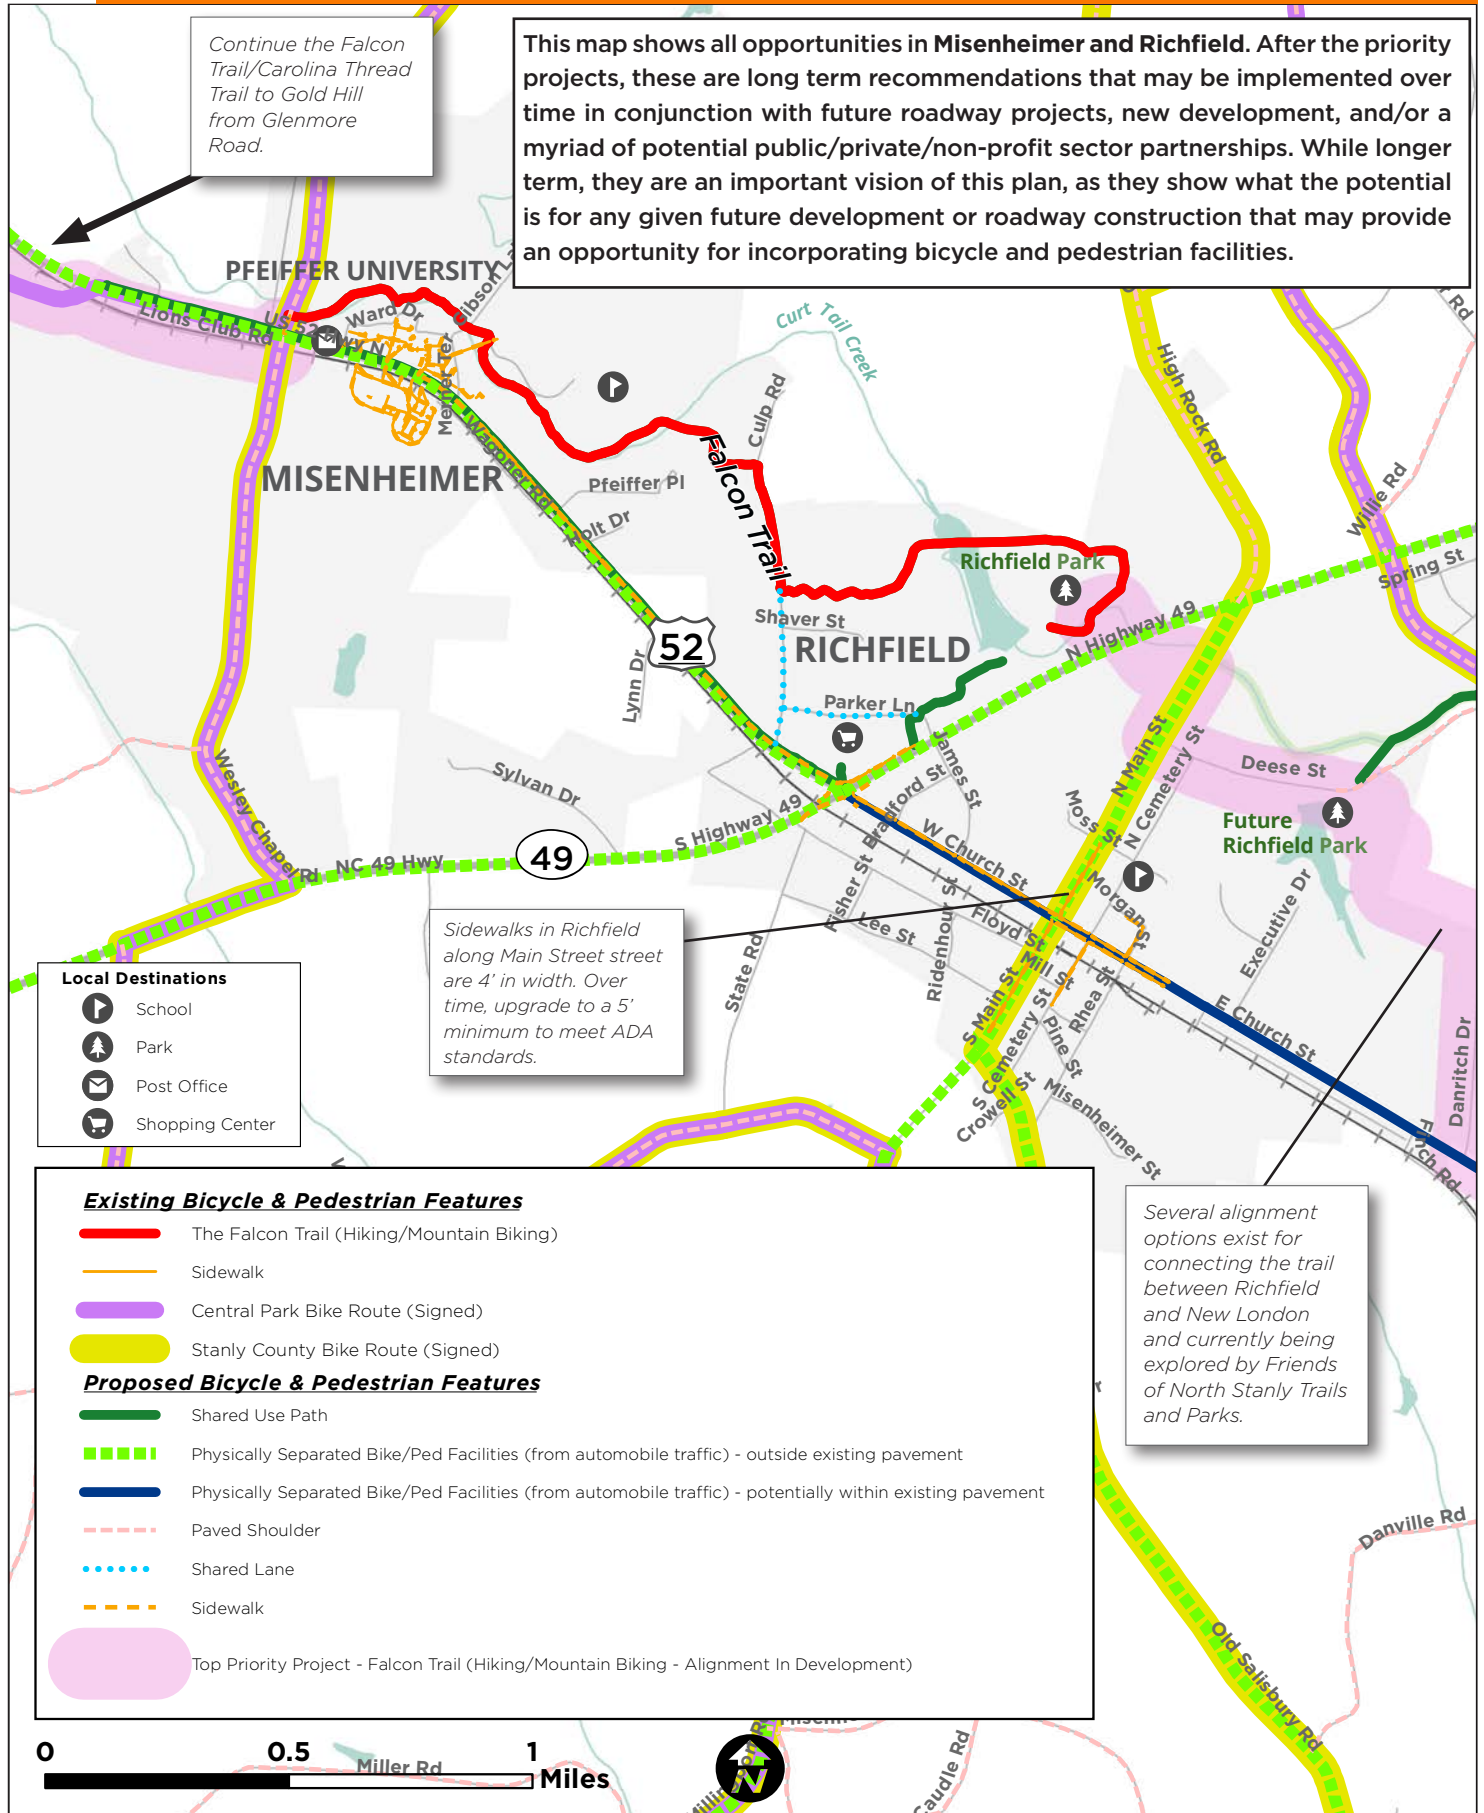 Continue the Falcon
Trail/Carolina Thread
Trail to Gold Hill
from Glenmore
Road.
This map shows all opportunities in Misenheimer and Richfield. After the priority
projects, these are long term recommendations that may be implemented over
time in conjunction with future roadway projects, new development, and/or a
myriad of potential public/private/non-profit sector partnerships. While longer
term, they are an important vision of this plan, as they show what the potential
is for any given future development or roadway construction that may provide
an opportunity for incorporating bicycle and pedestrian facilities.
PFEIFFER UNIVERSITY
Lions Club Rd
US 52 Hwy N
Ward Dr
Merner Ter
Curt Tail Creek
Culp Rd
High Rock Rd
Rd
MISENHEIMER
Wagoner Rd
Pfeiffer Pl
Holt Dr
Falcon Trail
Willie Rd
Spring St
Richfield Park
N Highway 49
Shaver St
RICHFIELD
52
Lynn Dr
Parker Ln
James St
Wesley Chapel Rd
Sylvan Dr
S Highway 49
Bradford St
N Main St
N Cemetery St
Deese St
Moss St
Future
Richfield Park
NC 49 Hwy
49
W Church St
Fisher St
Morgan St
Lee St
Ridenhour St
Floyd St
Mill St
Executive Dr
State Rd
S Main St
Rhea St
Pine St
S Cemetery St
Crowell St
Misenheimer St
E Church St
Danritch Dr
Finch Rd
Sidewalks in Richfield
along Main Street street
are 4' in width. Over
time, upgrade to a 5'
minimum to meet ADA
standards.
Local Destinations
School
Park
Post Office
Shopping Center
Several alignment
options exist for
connecting the trail
between Richfield
and New London
and currently being
explored by Friends
of North Stanly Trails
and Parks.
Existing Bicycle & Pedestrian Features
The Falcon Trail (Hiking/Mountain Biking)
Sidewalk
Central Park Bike Route (Signed)
Stanly County Bike Route (Signed)
Proposed Bicycle & Pedestrian Features
Shared Use Path
Physically Separated Bike/Ped Facilities (from automobile traffic) - outside existing pavement
Physically Separated Bike/Ped Facilities (from automobile traffic) - potentially within existing pavement
Paved Shoulder
Shared Lane
Sidewalk
Top Priority Project - Falcon Trail (Hiking/Mountain Biking - Alignment In Development)
Danville Rd
Old Salisbury Rd
Caudle Rd
Miller Rd
0 0.5 1
Miles
N